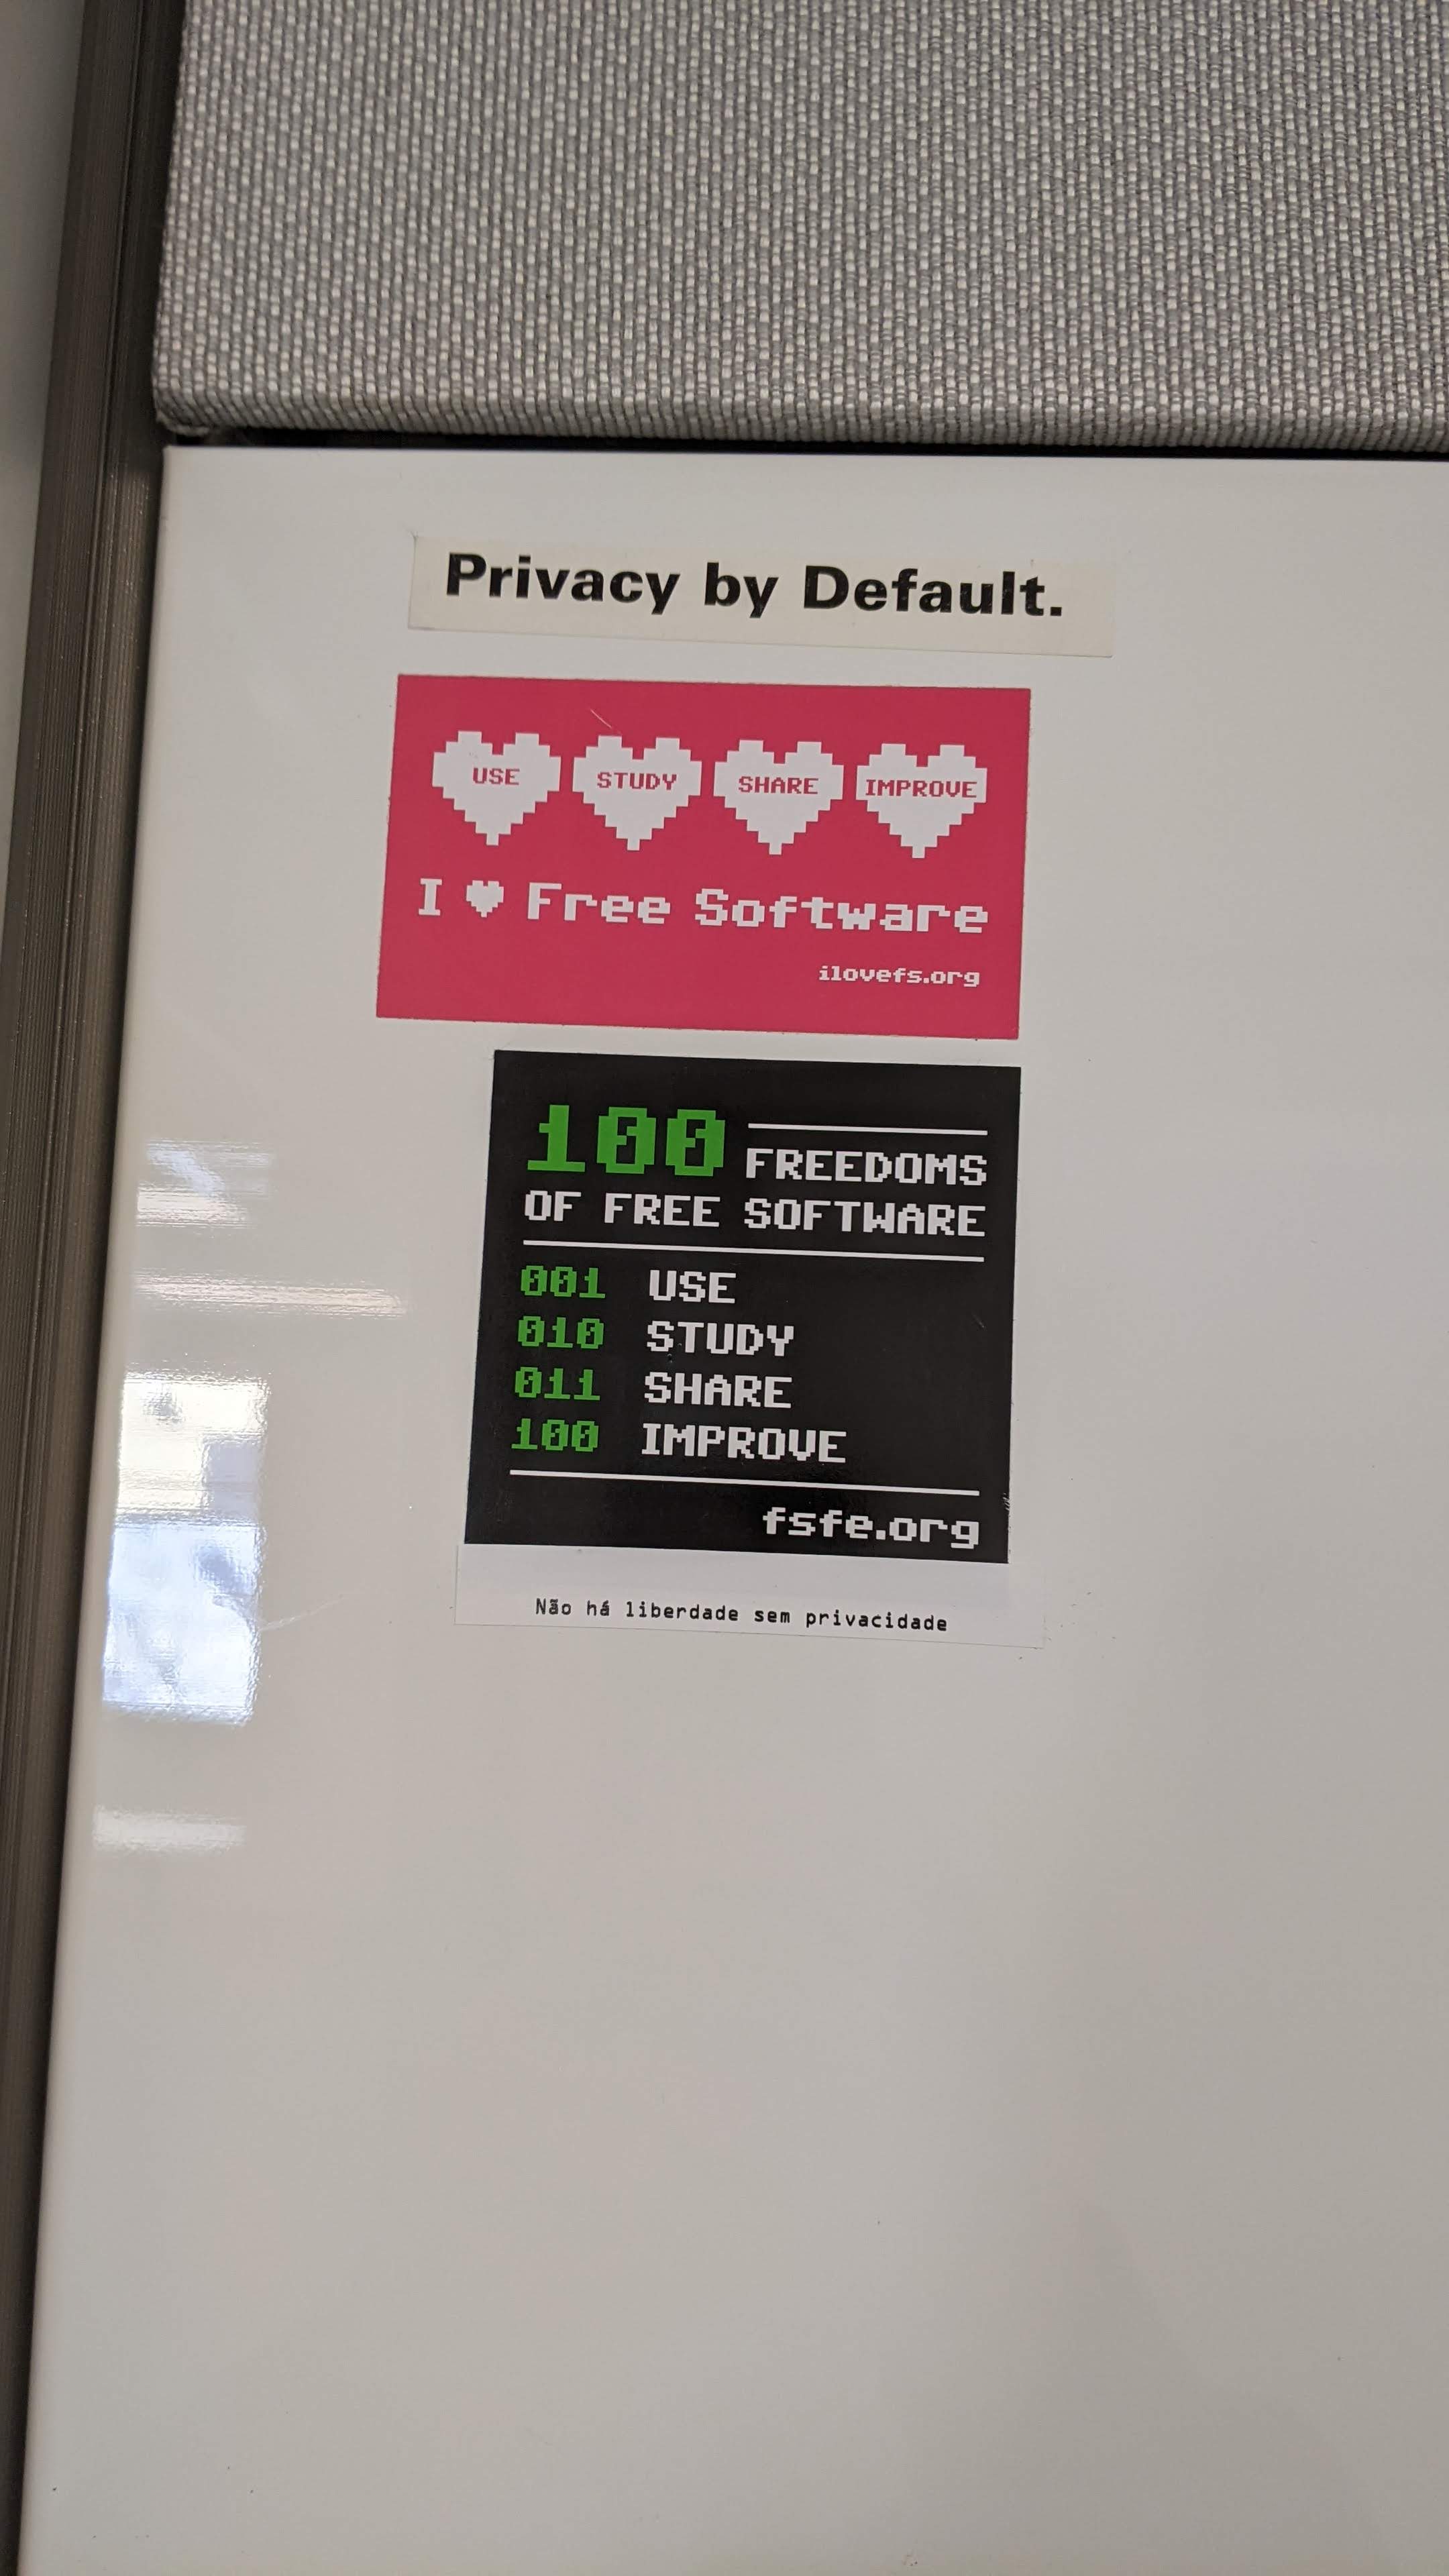 Privacy by Default.
USE STUDY SHARE IMPROVE
I ♥ Free Software
ilovefs.org
100 FREEDOMS
OF FREE SOFTWARE
001 USE
010 STUDY
011 SHARE
100 IMPROVE
fsfe.org
Não há liberdade sem privacidade